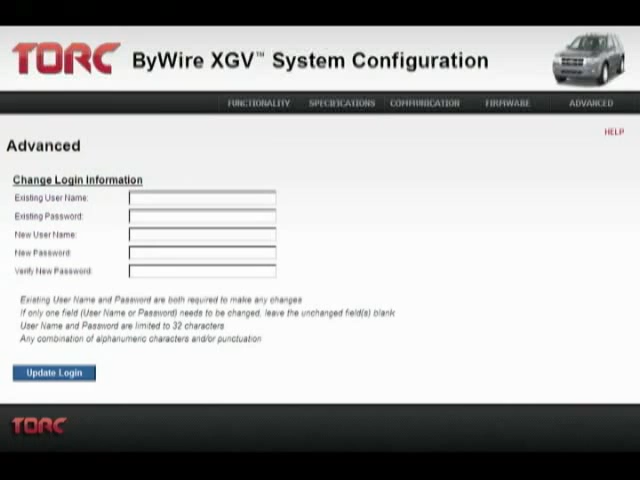 TORC ByWire XGV™ System Configuration
FUNCTIONALITY SPECIFICATIONS COMMUNICATION FIRMWARE ADVANCED
HELP
Advanced
Change Login Information
Existing User Name:
Existing Password:
New User Name:
New Password:
Verify New Password:
Existing User Name and Password are both required to make any changes
If only one field (User Name or Password) needs to be changed, leave the unchanged field(s) blank
User Name and Password are limited to 32 characters
Any combination of alphanumeric characters and/or punctuation
Update Login
TORC